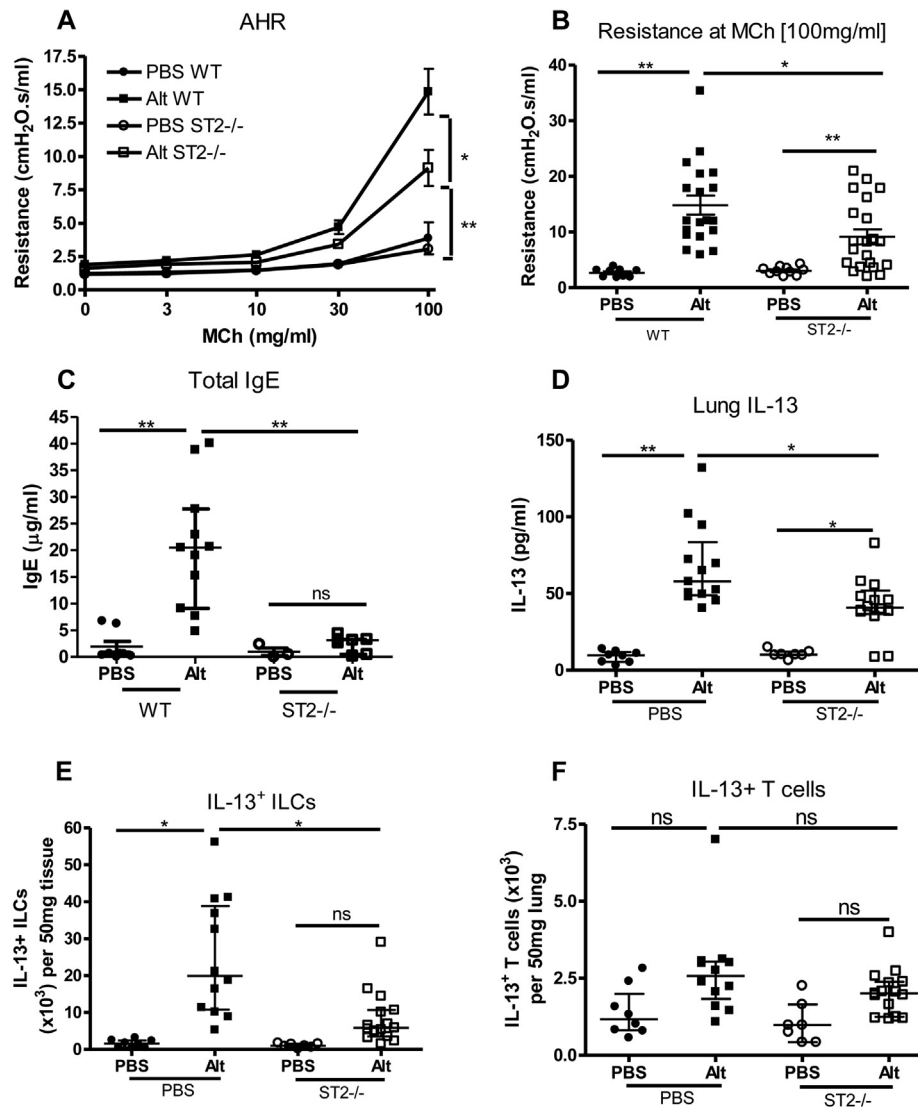 A
AHR
Resistance (cmH2O.s/ml)
17.5
15.0
12.5
10.0
7.5
5.0
2.5
0.0
PBS WT
Alt WT
PBS ST2-/-
Alt ST2-/-
*
**
0 3 10 30 100
MCh (mg/ml)
B
Resistance at MCh [100mg/ml]
Resistance (cmH2O.s/ml)
40
30
20
10
0
** *
**
PBS Alt PBS Alt
WT ST2-/-
C
Total IgE
IgE (μg/ml)
45
40
35
30
25
20
15
10
5
0
** **
ns
PBS Alt PBS Alt
WT ST2-/-
D
Lung IL-13
IL-13 (pg/ml)
150
100
50
0
** *
*
PBS Alt PBS Alt
PBS ST2-/-
E
IL-13+ ILCs
IL-13+ ILCs
(x103) per 50mg tissue
60
50
40
30
20
10
0
* *
ns
PBS Alt PBS Alt
PBS ST2-/-
F
IL-13+ T cells
IL-13+ T cells (x103)
per 50mg lung
7.5
5.0
2.5
0.0
ns ns
ns
PBS Alt PBS Alt
PBS ST2-/-